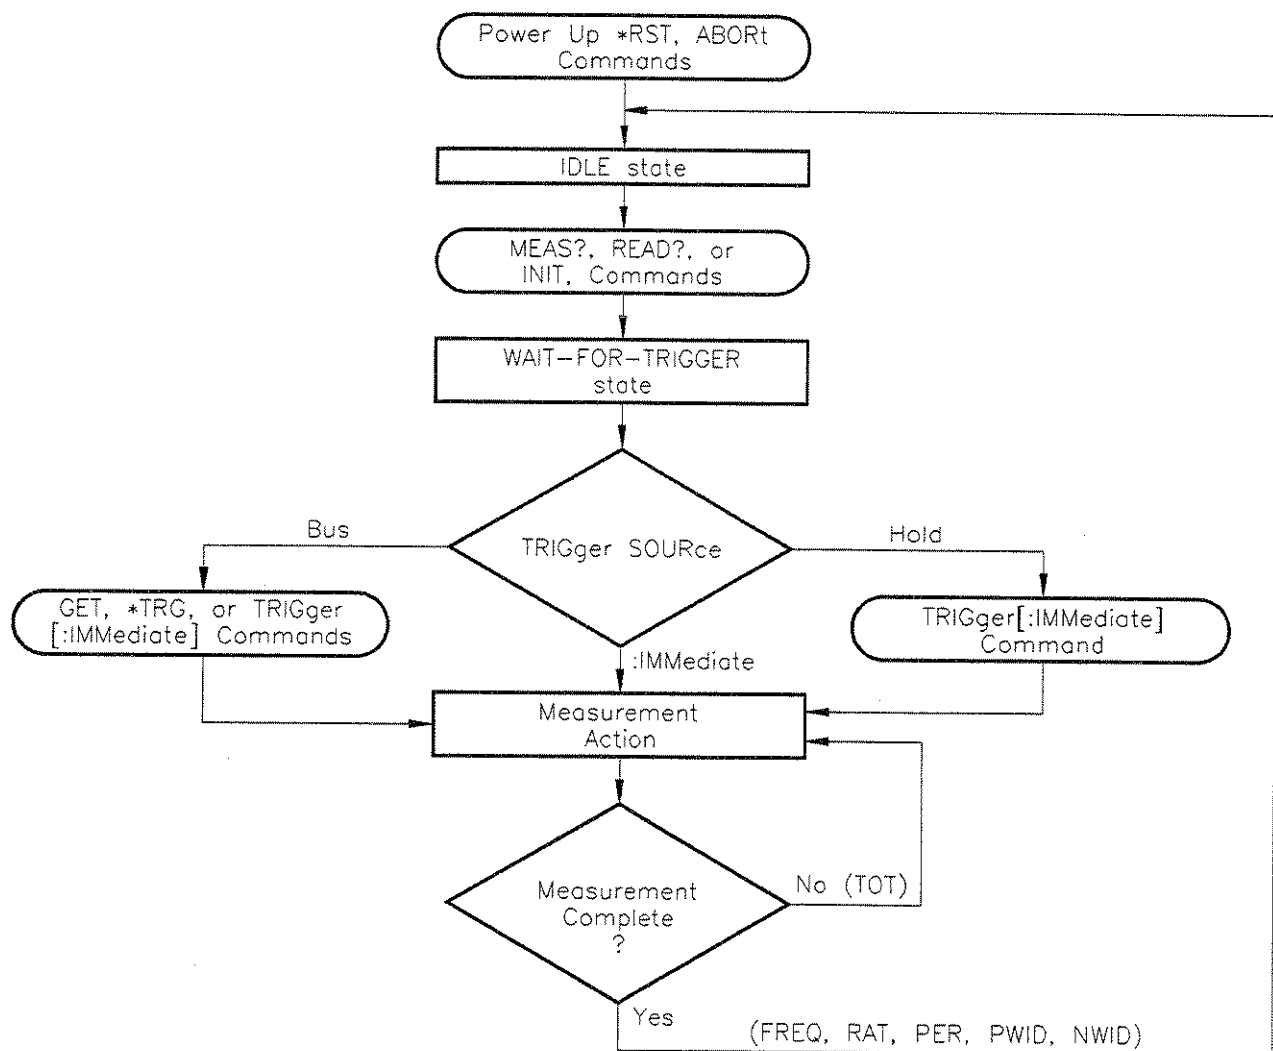 Power Up *RST, ABORt
Commands
IDLE state
MEAS?, READ?, or
INIT, Commands
WAIT-FOR-TRIGGER
state
Bus
TRIGger SOURce
Hold
GET, *TRG, or TRIGger
[:IMMediate] Commands
TRIGger[:IMMediate]
Command
:IMMediate
Measurement
Action
No (TOT)
Measurement
Complete
?
Yes
(FREQ, RAT, PER, PWID, NWID)